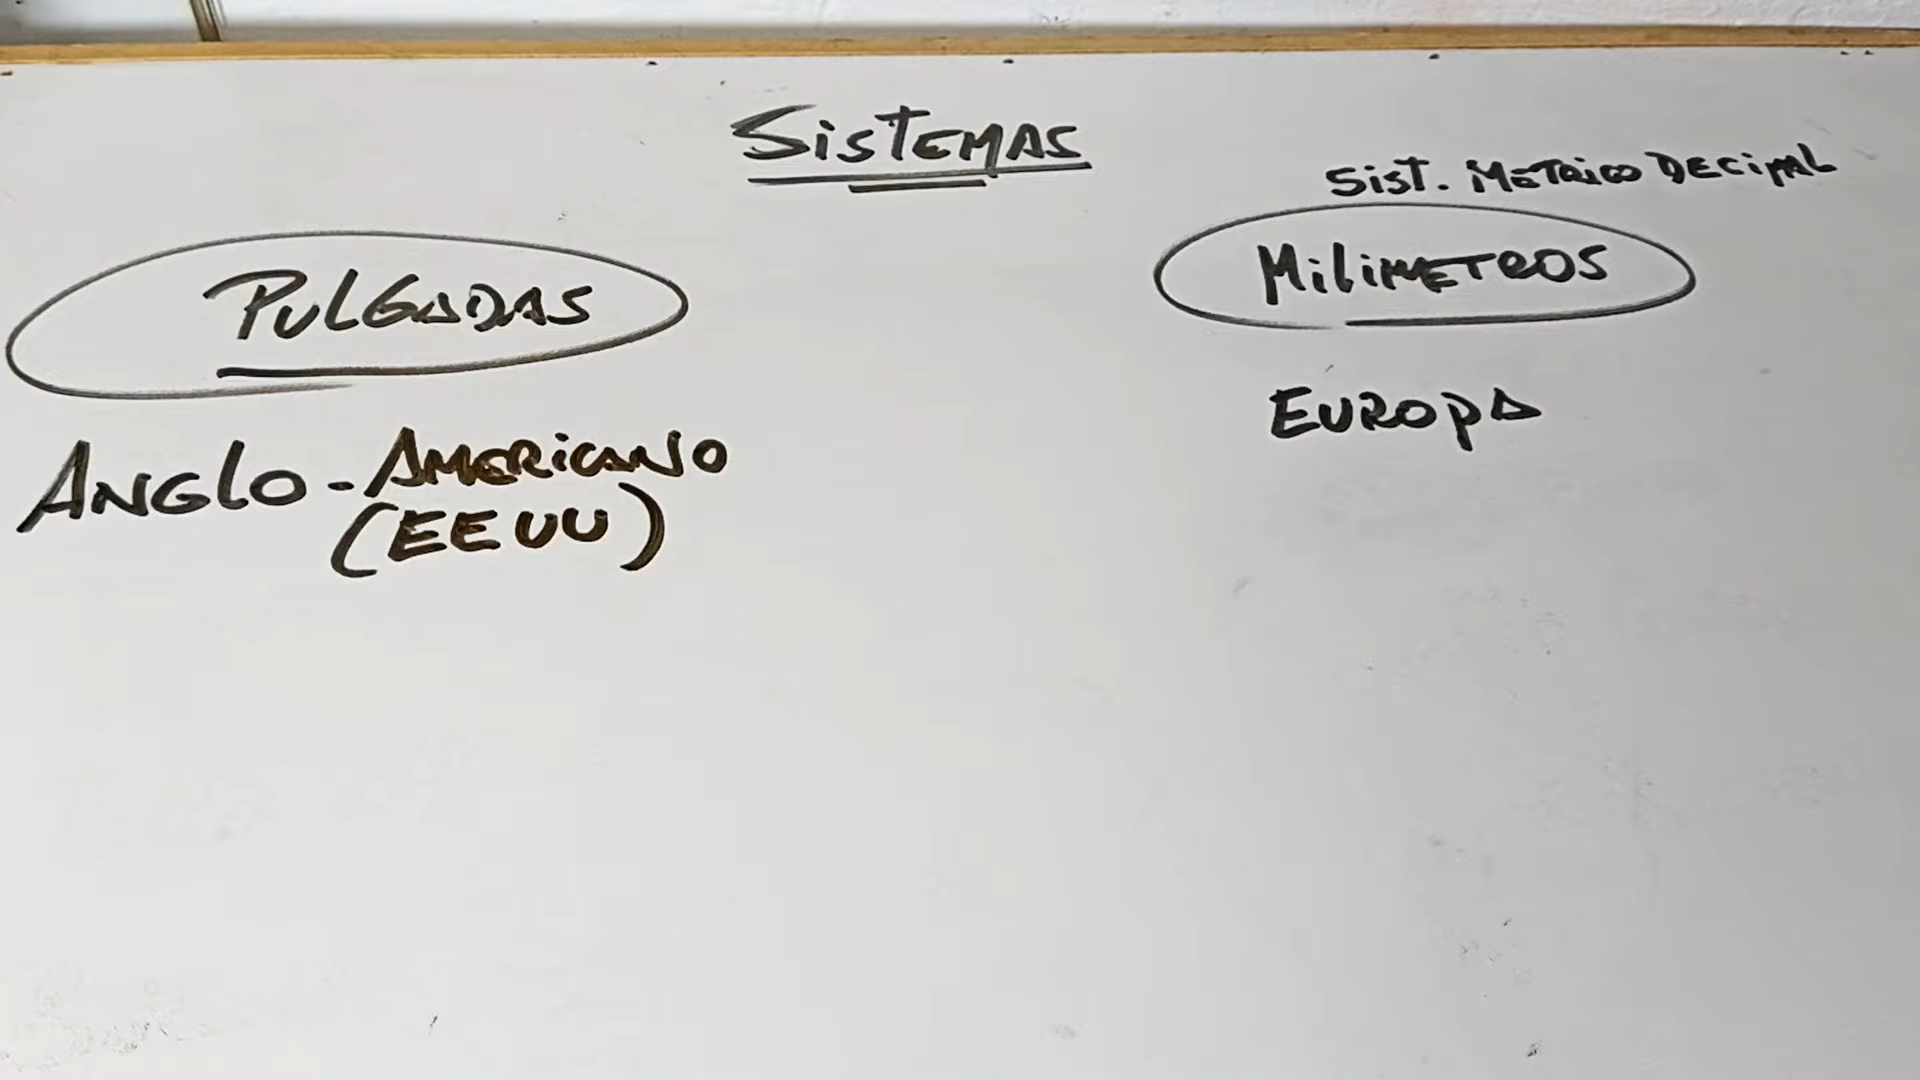 SISTEMAS
SIST. METRICO DECIMAL
PULGADAS
MILIMETROS
ANGLO-AMERICANO
(EEUU)
EUROPA